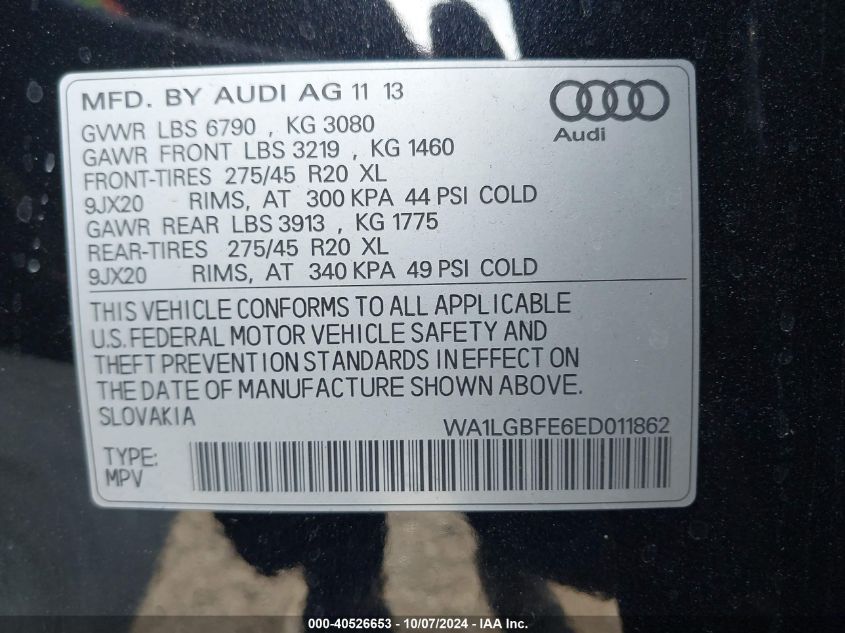 MFD. BY AUDI AG 11 13
Audi
GVWR LBS 6790 , KG 3080
GAWR FRONT LBS 3219 , KG 1460
FRONT-TIRES 275/45 R20 XL
9JX20 RIMS, AT 300 KPA 44 PSI COLD
GAWR REAR LBS 3913 , KG 1775
REAR-TIRES 275/45 R20 XL
9JX20 RIMS, AT 340 KPA 49 PSI COLD
THIS VEHICLE CONFORMS TO ALL APPLICABLE
U.S. FEDERAL MOTOR VEHICLE SAFETY AND
THEFT PREVENTION STANDARDS IN EFFECT ON
THE DATE OF MANUFACTURE SHOWN ABOVE.
SLOVAKIA
WA1LGBFE6ED011862
TYPE:
MPV
000-40526653 - 10/07/2024 - IAA Inc.